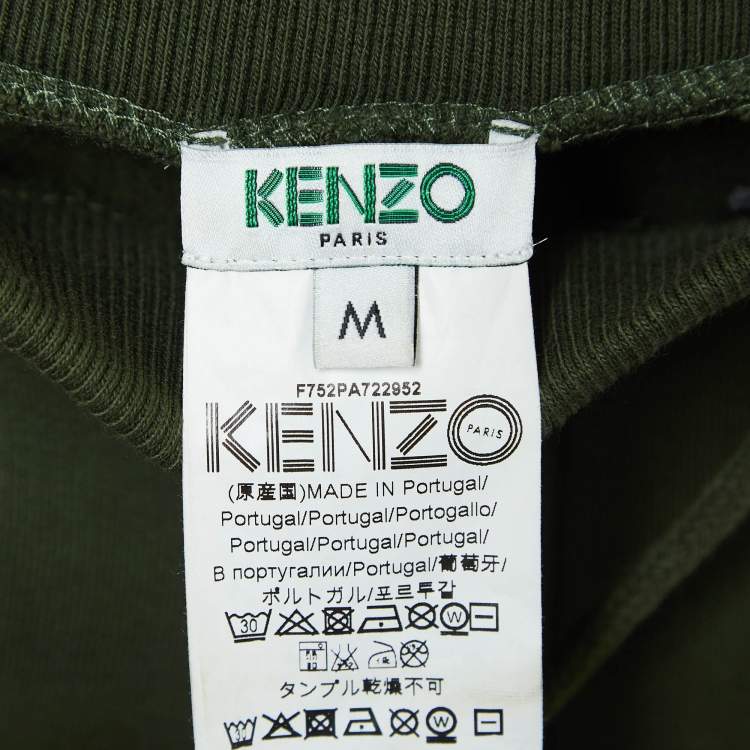 KENZO
PARIS
M
F752PA722952
KENZO PARIS
(原産国)MADE IN Portugal/
Portugal/Portugal/Portogallo/
Portugal/Portugal/Portugal/
В португалии/Portugal/葡萄牙/
ポルトガル/포르투갈
30 W
タンブル乾燥不可
30 W